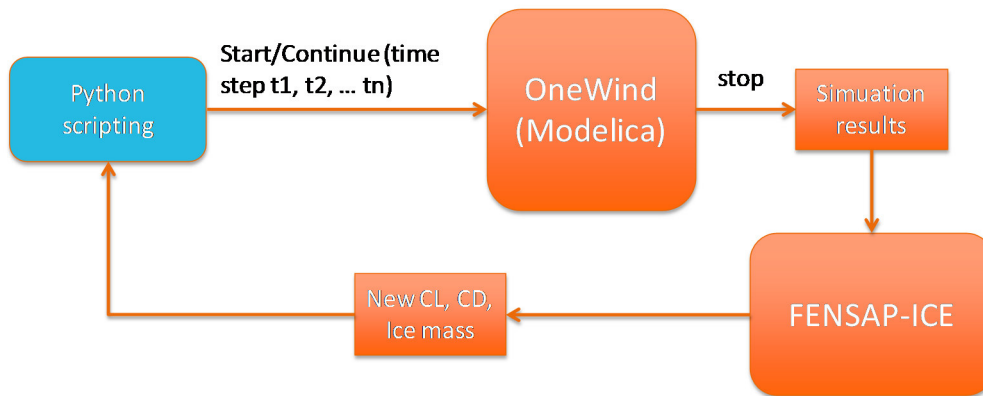 Start/Continue (time
step t1, t2, ... tn)
Python
scripting
OneWind
(Modelica)
stop
Simuation
results
New CL, CD,
Ice mass
FENSAP-ICE